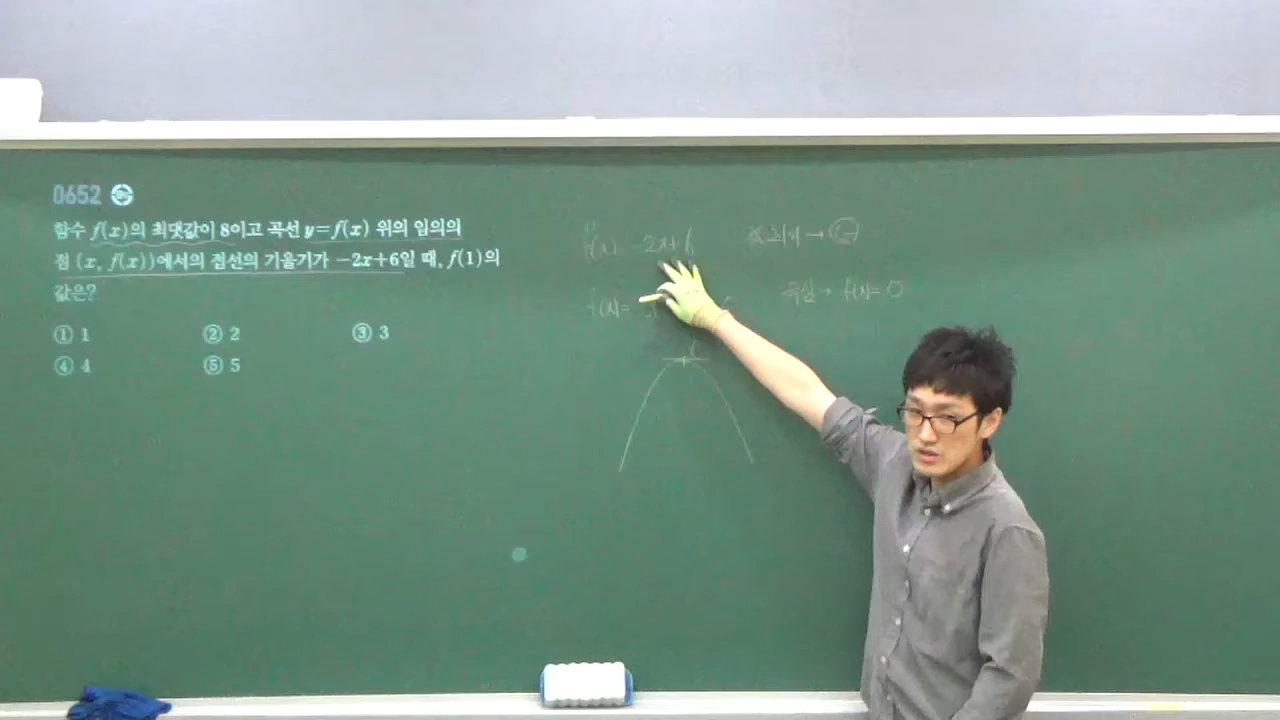 0652
함수 f(x)의 최댓값이 8이고 곡선 y=f(x) 위의 임의의
점 (x, f(x))에서의 접선의 기울기가 −2x+6일 때, f(1)의
값은?
① 1 ② 2 ③ 3
④ 4 ⑤ 5
f(x) -2x+6
f(x)=
→ f(x)=0